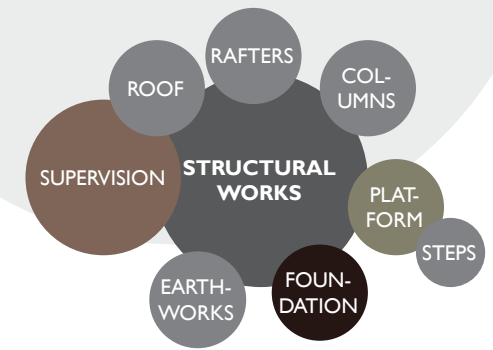 RAFTERS
ROOF
COL-
UMNS
SUPERVISION
STRUCTURAL
WORKS
PLAT-
FORM
STEPS
EARTH-
WORKS
FOUN-
DATION